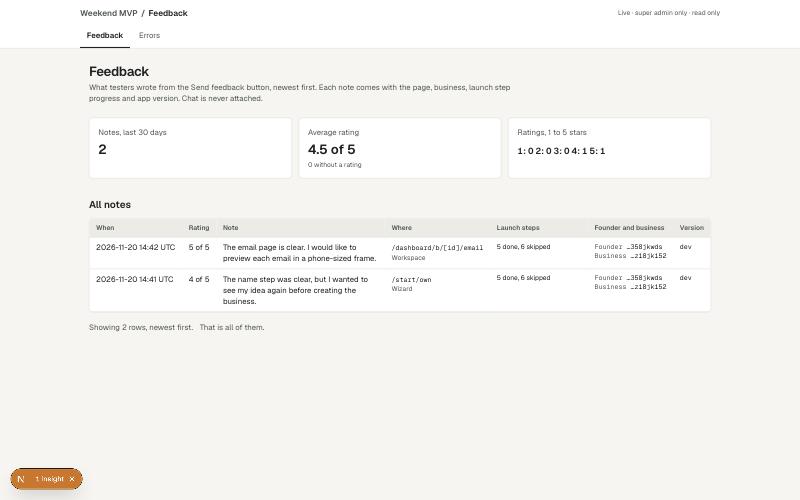 Weekend MVP / Feedback
Live · super admin only · read only
Feedback Errors
Feedback
What testers wrote from the Send feedback button, newest first. Each note comes with the page, business, launch step
progress and app version. Chat is never attached.
Notes, last 30 days
2
Average rating
4.5 of 5
0 without a rating
Ratings, 1 to 5 stars
1: 0 2: 0 3: 0 4: 1 5: 1
All notes
When Rating Note Where Launch steps Founder and business Version
2026-11-20 14:42 UTC 5 of 5 The email page is clear. I would like to /dashboard/b/[id]/email 5 done, 6 skipped Founder …358jkwds dev
preview each email in a phone-sized frame. Workspace Business …z18jk152
2026-11-20 14:41 UTC 4 of 5 The name step was clear, but I wanted to /start/own 5 done, 6 skipped Founder …358jkwds dev
see my idea again before creating the Wizard Business …z18jk152
business.
Showing 2 rows, newest first. That is all of them.
N 1 Insight ×